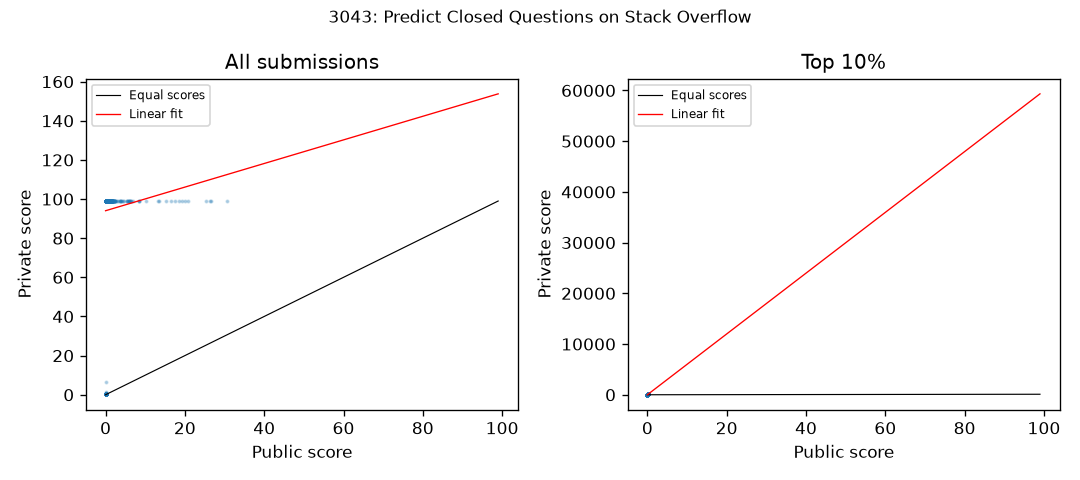 3043: Predict Closed Questions on Stack Overflow
All submissions
Equal scores
Linear fit
160
140
120
100
80
60
40
20
0
Private score
0 20 40 60 80 100
Public score
Top 10%
Equal scores
Linear fit
60000
50000
40000
30000
20000
10000
0
Private score
0 20 40 60 80 100
Public score